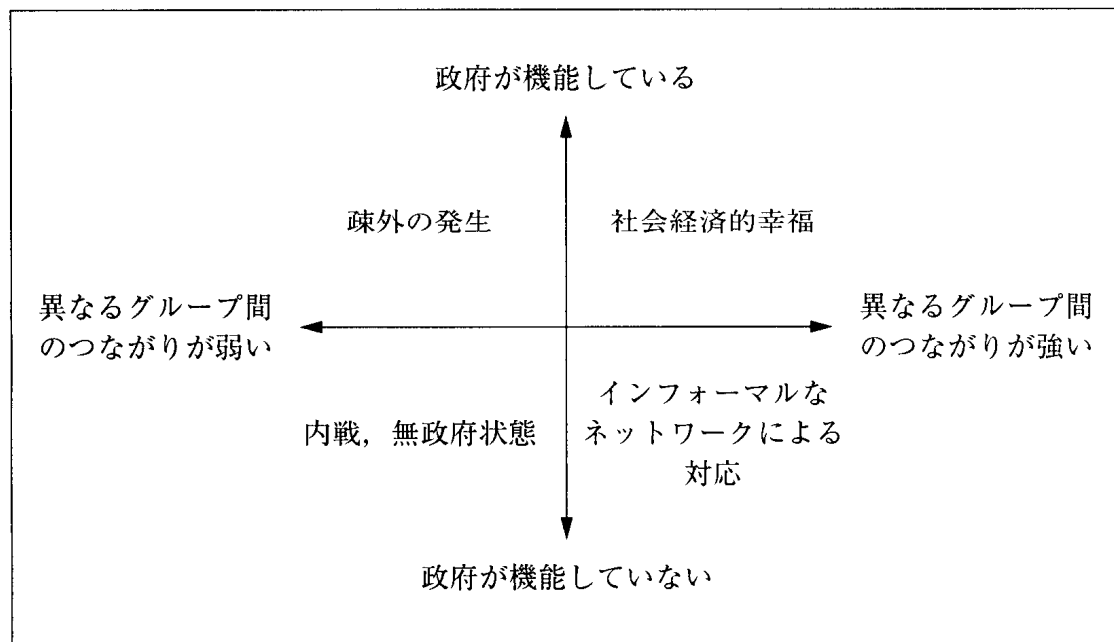 政府が機能している
疎外の発生
社会経済的幸福
異なるグループ間
のつながりが弱い
異なるグループ間
のつながりが強い
内戦，無政府状態
インフォーマルな
ネットワークによる
対応
政府が機能していない